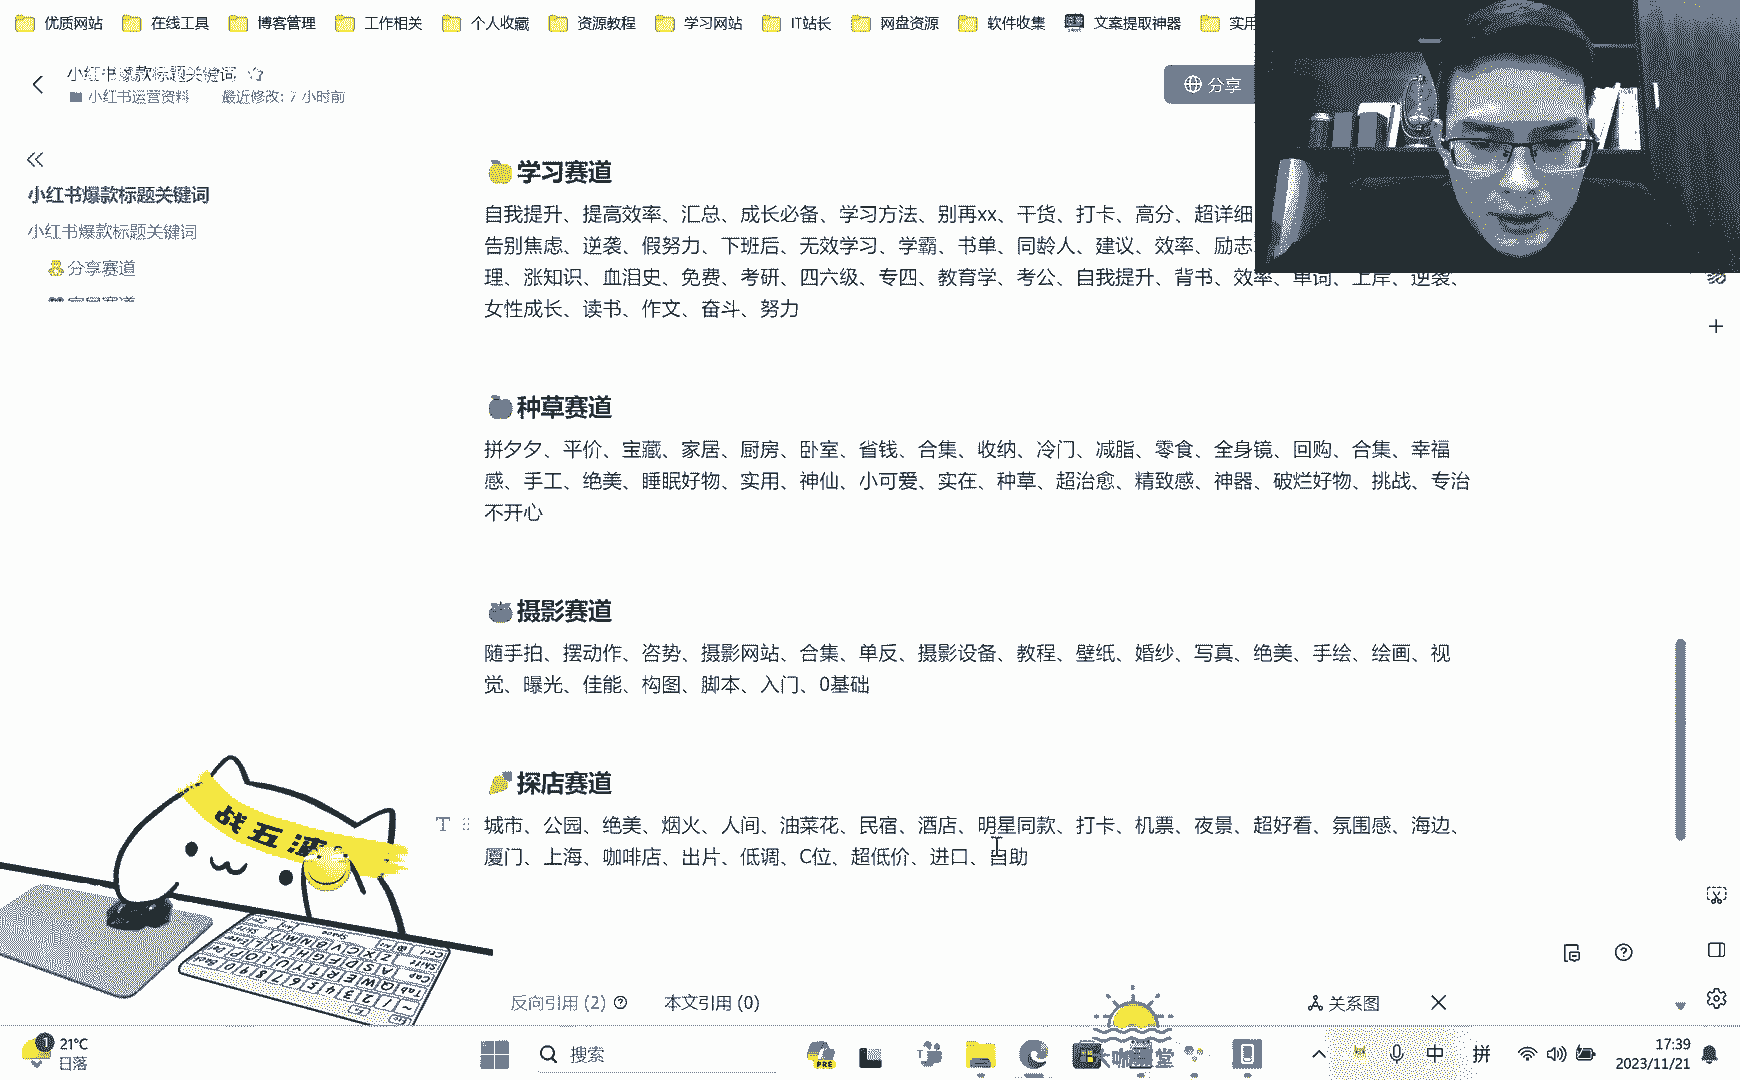 优质网站 在线工具 博客管理 工作相关 个人收藏 资源教程 学习网站 IT站长 网盘资源 软件收集 文案提取神器 实用
小红书爆款标题关键词
小红书运营资料 最近修改: 7 小时前
分享
小红书爆款标题关键词
小红书爆款标题关键词
分享赛道
学习赛道
自我提升、提高效率、汇总、成长必备、学习方法、别再xx、干货、打卡、高分、超详细
告别焦虑、逆袭、假努力、下班后、无效学习、学霸、书单、同龄人、建议、效率、励志
理、涨知识、血泪史、免费、考研、四六级、专四、教育学、考公、自我提升、背书、效率、单词、上岸、逆袭、
女性成长、读书、作文、奋斗、努力
种草赛道
拼夕夕、平价、宝藏、家居、厨房、卧室、省钱、合集、收纳、冷门、减脂、零食、全身镜、回购、合集、幸福
感、手工、绝美、睡眠好物、实用、神仙、小可爱、实在、种草、超治愈、精致感、神器、破烂好物、挑战、专治
不开心
摄影赛道
随手拍、摆动作、咨势、摄影网站、合集、单反、摄影设备、教程、壁纸、婚纱、写真、绝美、手绘、绘画、视
觉、曝光、佳能、构图、脚本、入门、0基础
探店赛道
城市、公园、绝美、烟火、人间、油菜花、民宿、酒店、明星同款、打卡、机票、夜景、超好看、氛围感、海边、
厦门、上海、咖啡店、出片、低调、C位、超低价、进口、自助
战五渣
反向引用 (2) 本文引用 (0) 关系图
1
21°C
日落
搜索
PRE
中 拼
17:39
2023/11/21